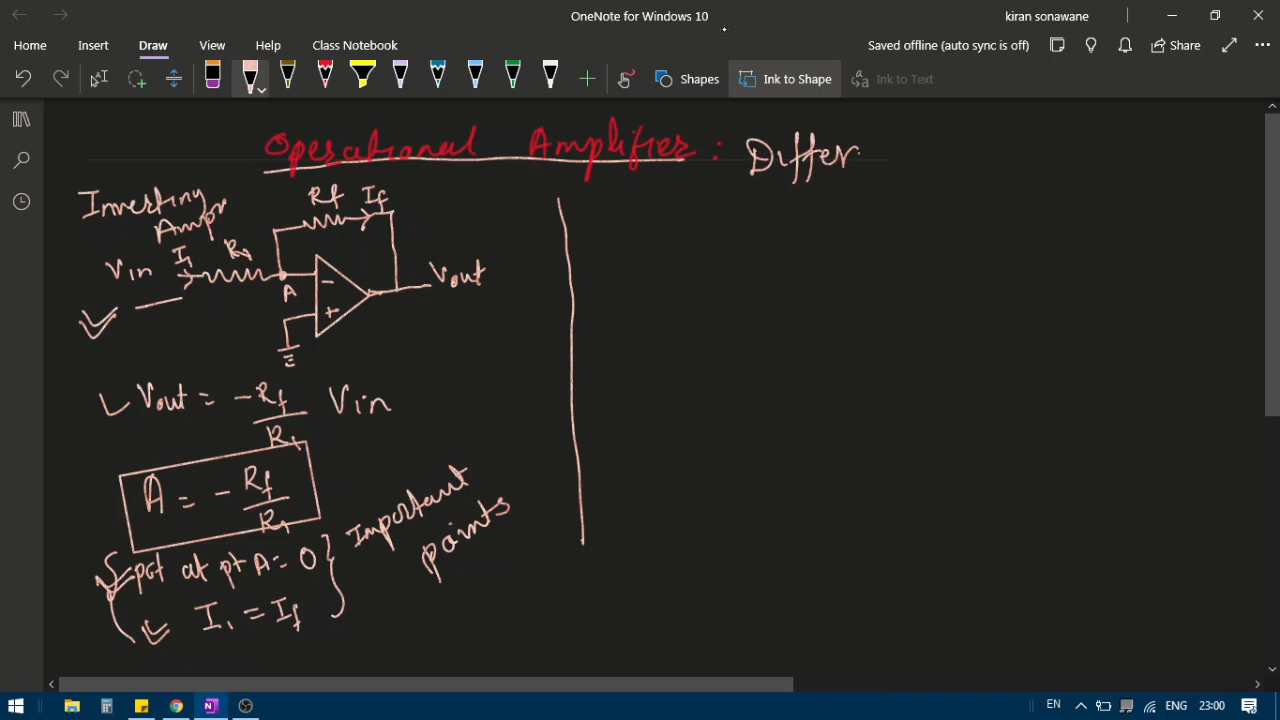 OneNote for Windows 10
kiran sonawane
Home Insert Draw View Help Class Notebook
Saved offline (auto sync is off)
Share
Shapes
Ink to Shape
Ink to Text
Operational Amplifier : Differ
Inverting
Ampr
Rf If
I1 R1
Vin
A
−
+
Vout
Vout = -Rf/R1 Vin
A = - Rf/R1
Important
points
pot at pt A = 0
I1 = If
EN
ENG
23:00